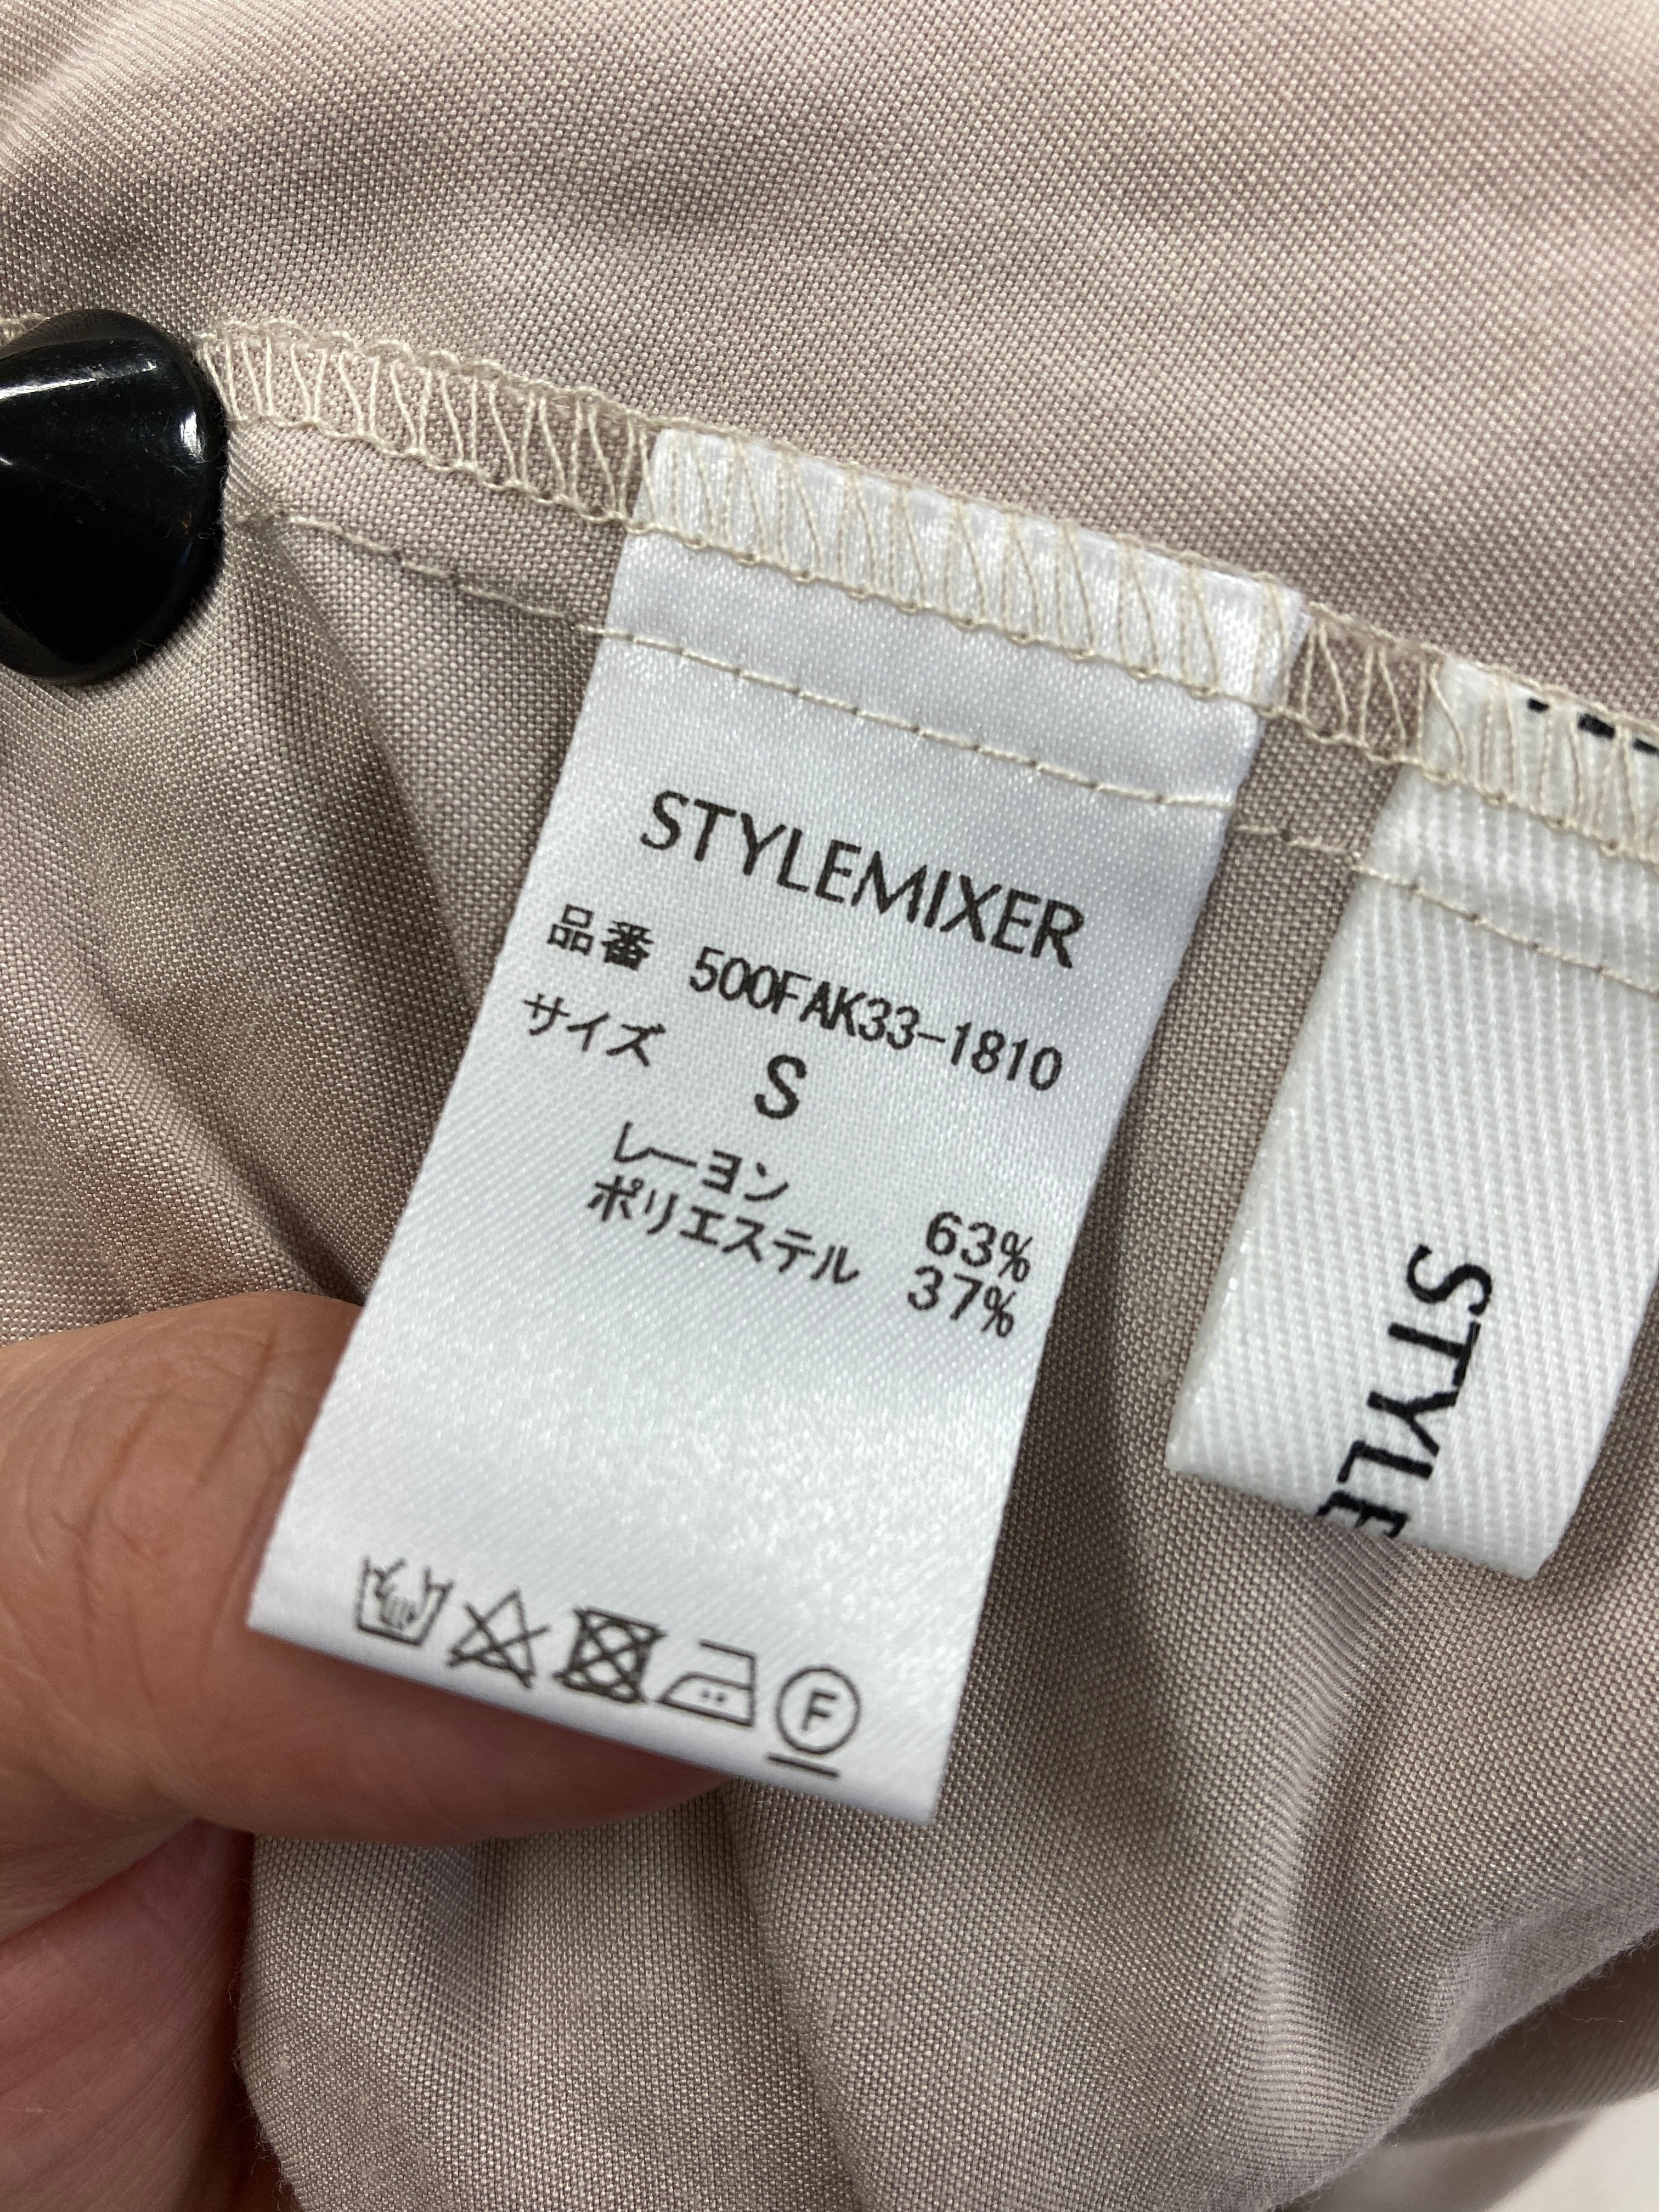 STYLEMIXER
品番 500FAK33-1810
サイズ S
レーヨン 63%
ポリエステル 37%
F
STYLE